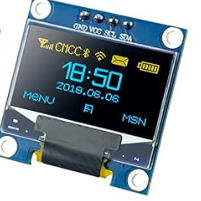 GND VCC SCL SDA
CMCC
18:50
2018.06.06
MENU
MSN